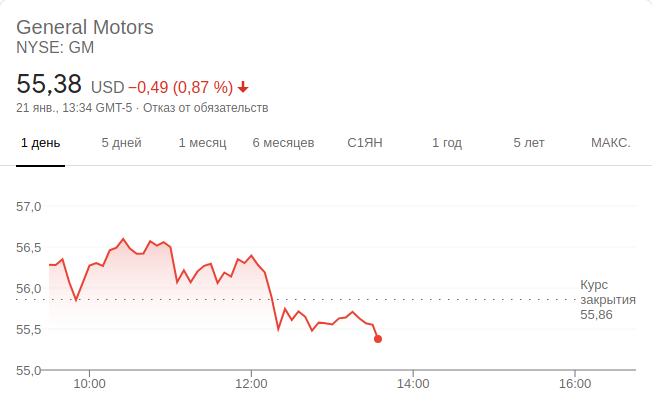 General Motors
NYSE: GM
55,38 USD −0,49 (0,87 %)
21 янв., 13:34 GMT-5 · Отказ от обязательств
1 день 5 дней 1 месяц 6 месяцев С1ЯН 1 год 5 лет МАКС.
57,0
56,5
56,0
55,5
55,0
Курс
закрытия
55,86
10:00 12:00 14:00 16:00